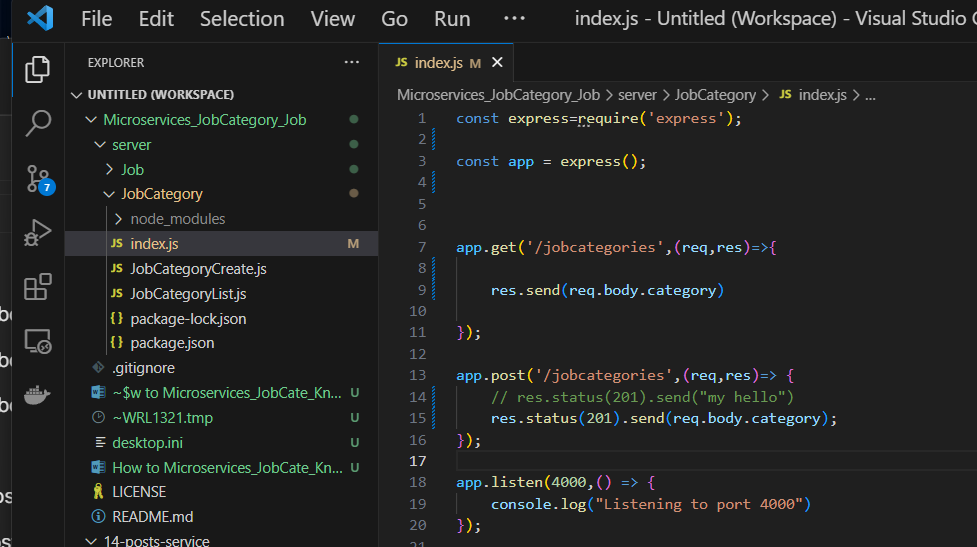 File Edit Selection View Go Run ··· index.js - Untitled (Workspace) - Visual Studio
EXPLORER ···
UNTITLED (WORKSPACE)
Microservices_JobCategory_Job
server
Job
JobCategory
node_modules
JS index.js M
JS JobCategoryCreate.js
JS JobCategoryList.js
{} package-lock.json
{} package.json
.gitignore
~$w to Microservices_JobCate_Kn... U
~WRL1321.tmp U
desktop.ini U
How to Microservices_JobCate_Kn... U
LICENSE
README.md
14-posts-service
7
JS index.js M ×
Microservices_JobCategory_Job > server > JobCategory > JS index.js > ...
1 const express=require('express');
2
3 const app = express();
4
5
6
7 app.get('/jobcategories',(req,res)=>{
8
9 res.send(req.body.category)
10
11 });
12
13 app.post('/jobcategories',(req,res)=> {
14 // res.status(201).send("my hello")
15 res.status(201).send(req.body.category);
16 });
17
18 app.listen(4000,() => {
19 console.log("Listening to port 4000")
20 });
21